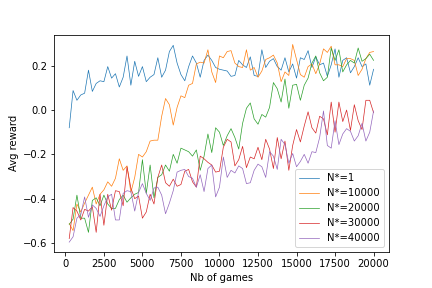 0.2
0.0
−0.2
−0.4
−0.6
Avg reward
0
2500
5000
7500
10000
12500
15000
17500
20000
Nb of games
N*=1
N*=10000
N*=20000
N*=30000
N*=40000